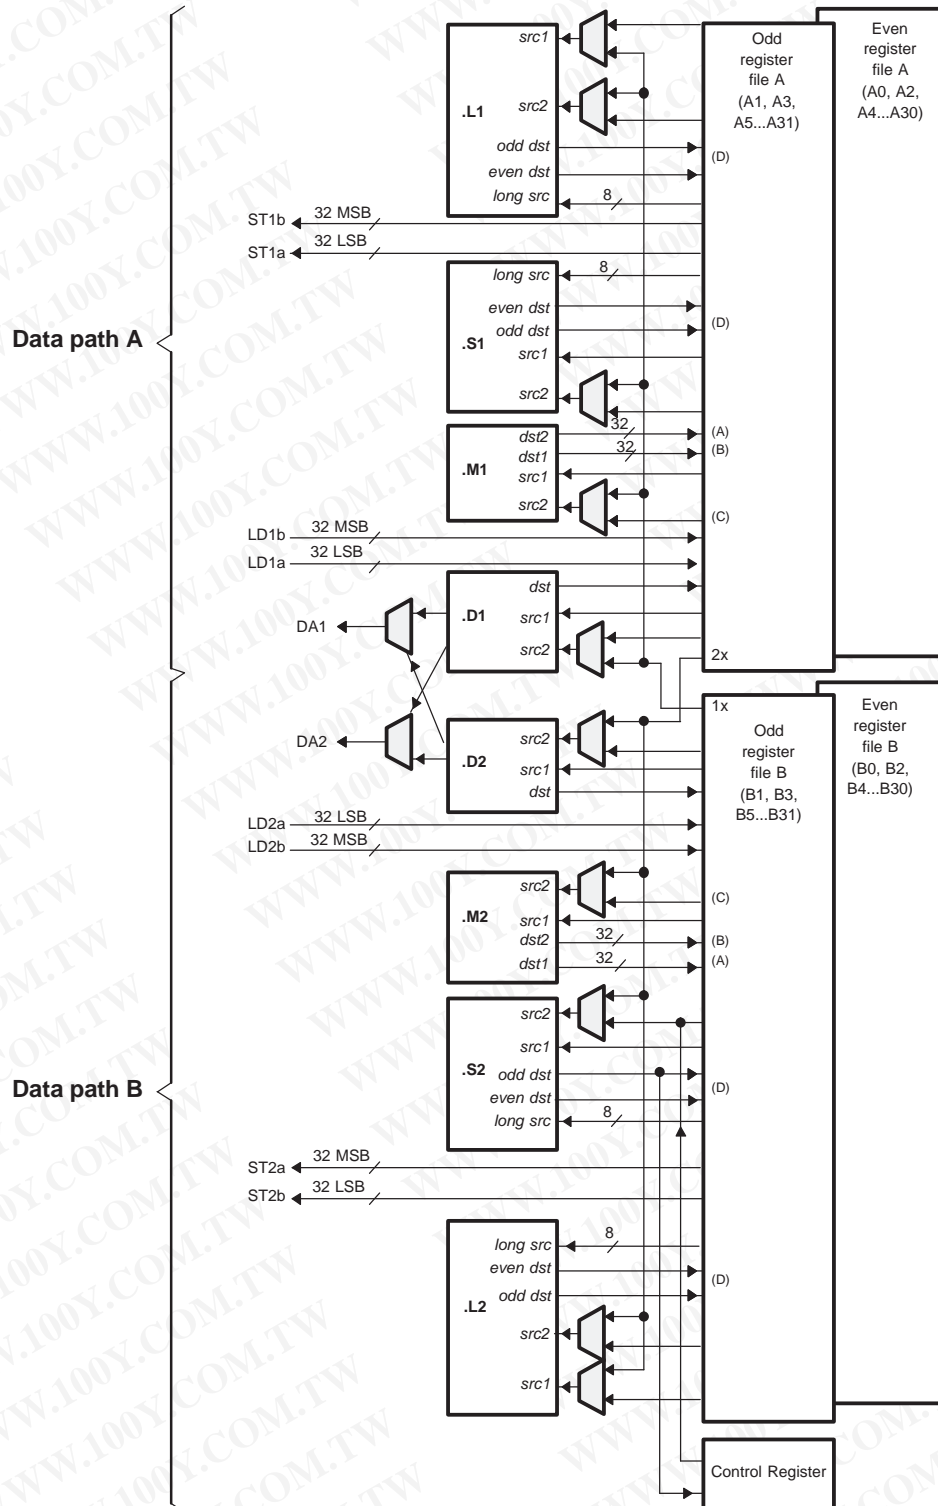 src1
Odd
register
file A
(A1, A3,
A5...A31)
Even
register
file A
(A0, A2,
A4...A30)
.L1
src2
odd dst
(D)
even dst
long src
8
ST1b
32 MSB
ST1a
32 LSB
long src
8
even dst
(D)
odd dst
Data path A
.S1
src1
src2
dst2
32
(A)
dst1
32
(B)
.M1
src1
src2
(C)
LD1b
32 MSB
LD1a
32 LSB
dst
.D1
src1
DA1
src2
2x
1x
Odd
register
file B
(B1, B3,
B5...B31)
Even
register
file B
(B0, B2,
B4...B30)
DA2
src2
.D2
src1
dst
LD2a
32 LSB
LD2b
32 MSB
src2
(C)
.M2
src1
dst2
32
(B)
dst1
32
(A)
src2
src1
.S2
odd dst
(D)
Data path B
even dst
long src
8
ST2a
32 MSB
ST2b
32 LSB
long src
8
even dst
(D)
odd dst
.L2
src2
src1
Control Register
WWW.100Y.COM.TW